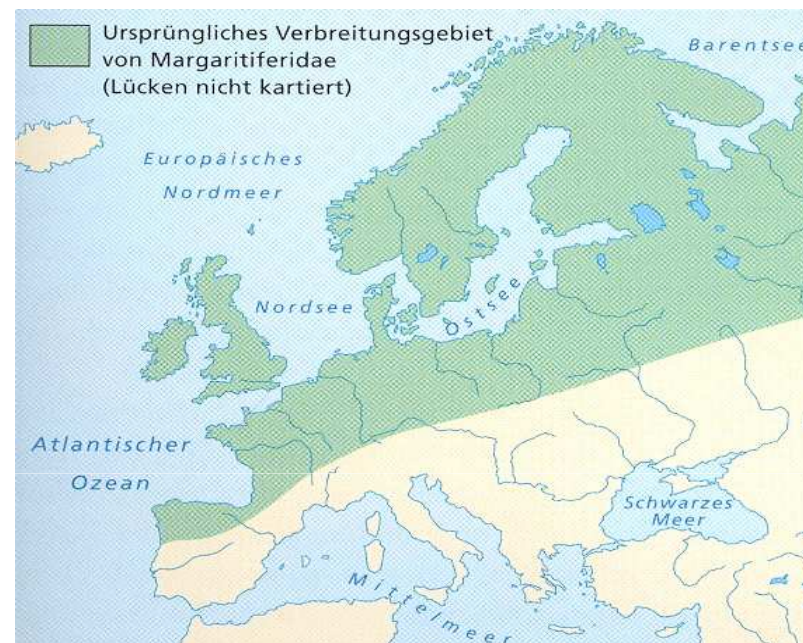 Ursprüngliches Verbreitungsgebiet
von Margaritiferidae
(Lücken nicht kartiert)
Barentsee
Europäisches
Nordmeer
Nordsee
Ostsee
Atlantischer
Ozean
Schwarzes
Meer
Mittelmeer